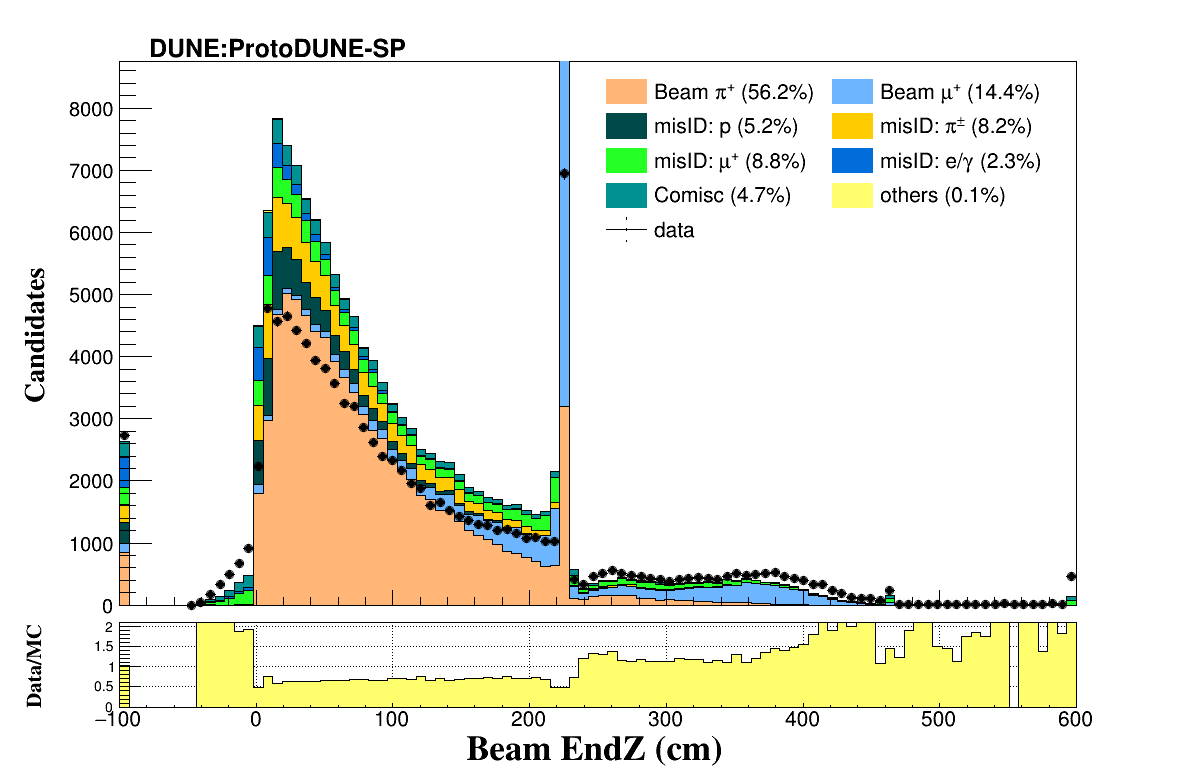 DUNE:ProtoDUNE-SP
Beam π⁺ (56.2%)
Beam μ⁺ (14.4%)
misID: p (5.2%)
misID: π± (8.2%)
misID: μ⁺ (8.8%)
misID: e/γ (2.3%)
Comisc (4.7%)
others (0.1%)
data
Candidates
8000
7000
6000
5000
4000
3000
2000
1000
0
Data/MC
2
1.5
1
0.5
0
−100 0 100 200 300 400 500 600
Beam EndZ (cm)